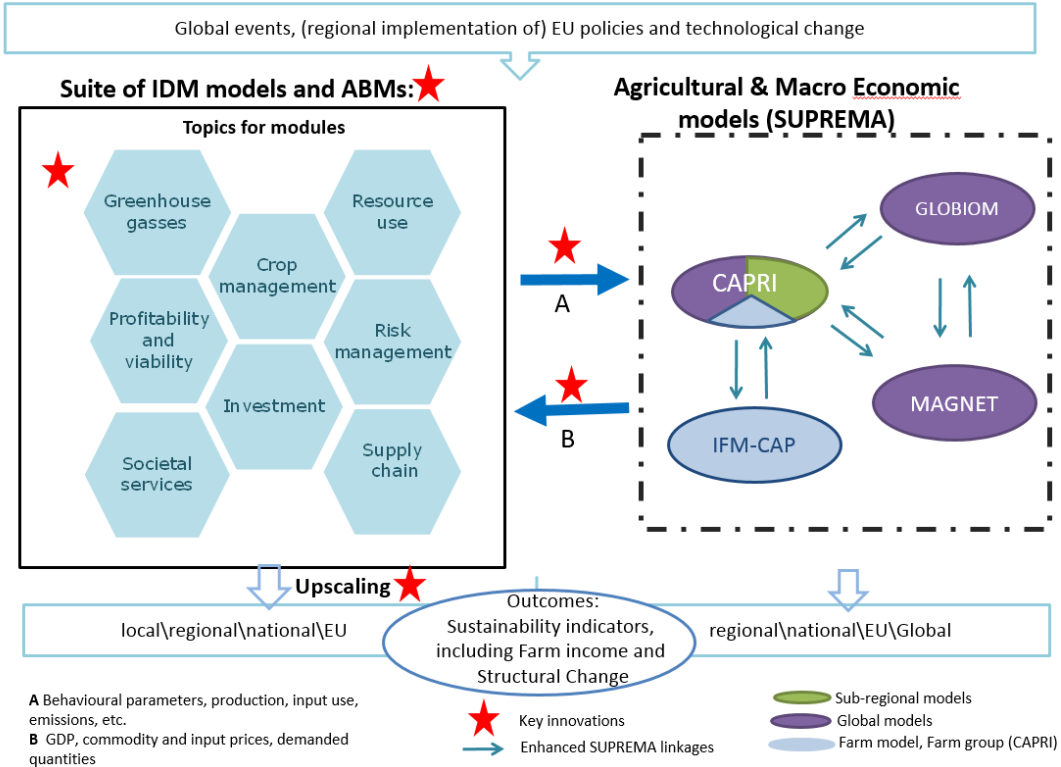 Global events, (regional implementation of) EU policies and technological change
Suite of IDM models and ABMs:
Topics for modules
Greenhouse
gasses
Resource
use
Crop
management
Profitability
and
viability
Risk
management
Investment
Societal
services
Supply
chain
A
B
Agricultural & Macro Economic
models (SUPREMA)
GLOBIOM
CAPRI
MAGNET
IFM-CAP
Upscaling
local\regional\national\EU
Outcomes:
Sustainability indicators,
including Farm income and
Structural Change
regional\national\EU\Global
A Behavioural parameters, production, input use,
emissions, etc.
B GDP, commodity and input prices, demanded
quantities
Key innovations
Enhanced SUPREMA linkages
Sub-regional models
Global models
Farm model, Farm group (CAPRI)